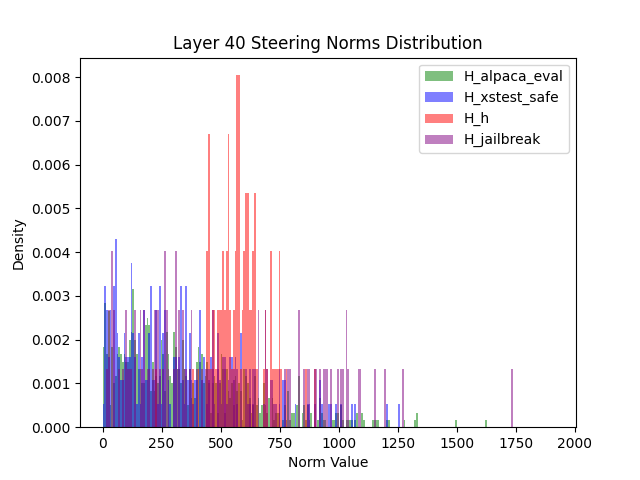 Layer 40 Steering Norms Distribution
H_alpaca_eval
H_xstest_safe
H_h
H_jailbreak
0.008
0.007
0.006
0.005
0.004
0.003
0.002
0.001
0.000
Density
0 250 500 750 1000 1250 1500 1750 2000
Norm Value